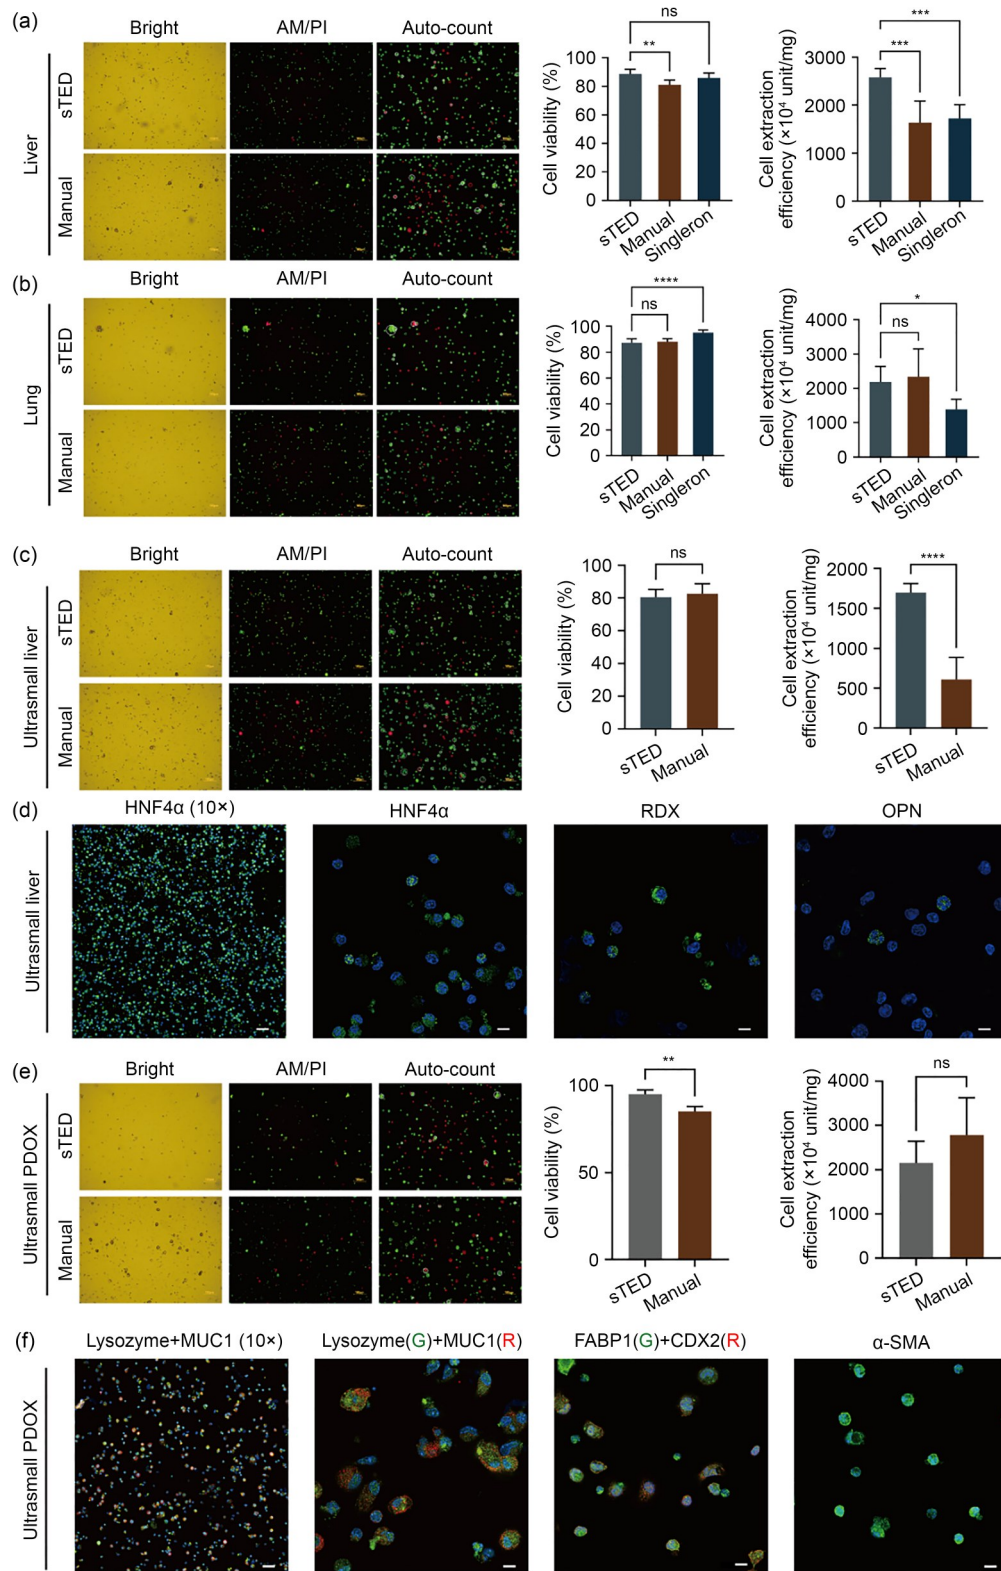 (a)
Bright AM/PI Auto-count
Liver
sTED
Manual
Cell viability (%)
100
80
60
40
20
0
ns
**
sTED Manual Singleron
Cell extraction
efficiency (×10⁴ unit/mg)
3000
2000
1000
0
***
***
sTED Manual Singleron
(b)
Bright AM/PI Auto-count
Lung
sTED
Manual
Cell viability (%)
100
80
60
40
20
0
****
ns
sTED Manual Singleron
Cell extraction
efficiency (×10⁴ unit/mg)
4000
3000
2000
1000
0
*
ns
sTED Manual Singleron
(c)
Bright AM/PI Auto-count
Ultrasmall liver
sTED
Manual
Cell viability (%)
100
80
60
40
20
0
ns
sTED Manual
Cell extraction
efficiency (×10⁴ unit/mg)
2000
1500
1000
500
0
****
sTED Manual
(d)
HNF4α (10×) HNF4α RDX OPN
Ultrasmall liver
(e)
Bright AM/PI Auto-count
Ultrasmall PDOX
sTED
Manual
Cell viability (%)
100
50
0
**
sTED Manual
Cell extraction
efficiency (×10⁴ unit/mg)
4000
3000
2000
1000
0
ns
sTED Manual
(f)
Lysozyme+MUC1 (10×) Lysozyme(G)+MUC1(R) FABP1(G)+CDX2(R) α-SMA
Ultrasmall PDOX